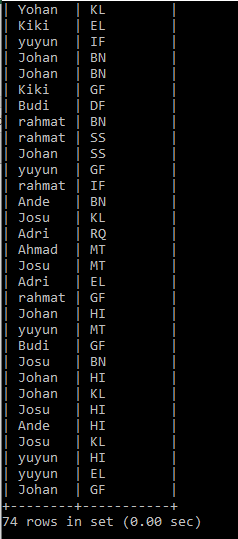 | Yohan  | KL        |
| Kiki   | EL        |
| yuyun  | IF        |
| Johan  | BN        |
| Johan  | BN        |
| Kiki   | GF        |
| Budi   | DF        |
| rahmat | BN        |
| rahmat | SS        |
| Johan  | SS        |
| yuyun  | GF        |
| rahmat | IF        |
| Ande   | BN        |
| Josu   | KL        |
| Adri   | RQ        |
| Ahmad  | MT        |
| Josu   | MT        |
| Adri   | EL        |
| rahmat | GF        |
| Johan  | HI        |
| yuyun  | MT        |
| Budi   | GF        |
| Josu   | BN        |
| Johan  | HI        |
| Johan  | KL        |
| Josu   | HI        |
| Ande   | HI        |
| Josu   | KL        |
| yuyun  | HI        |
| yuyun  | EL        |
| Johan  | GF        |
+--------+-----------+
74 rows in set (0.00 sec)